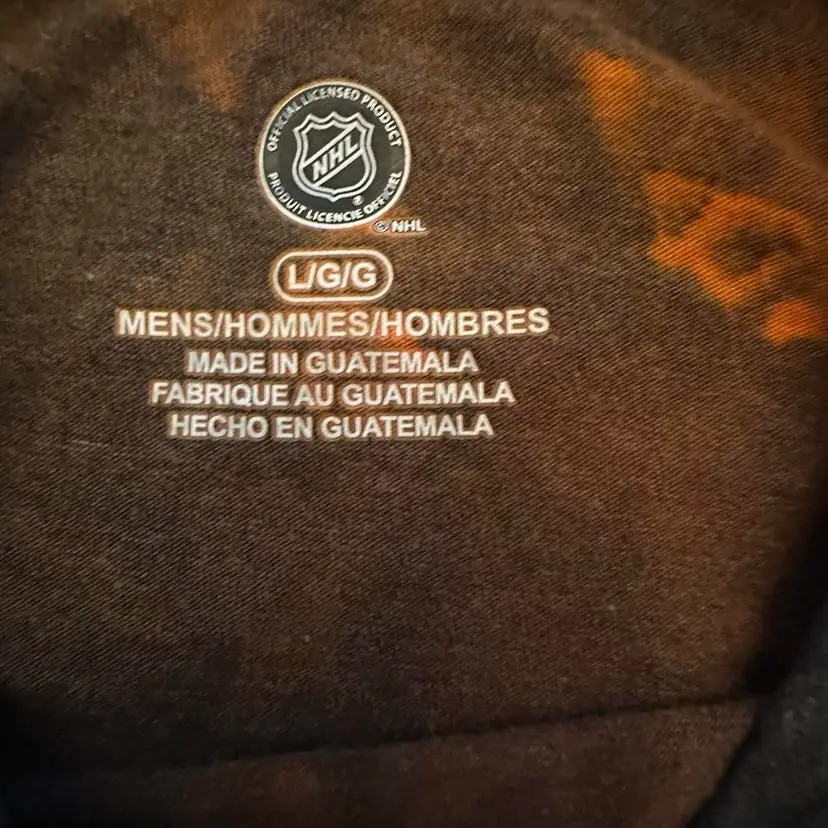 OFFICIAL LICENSED PRODUCT
NHL
PRODUIT LICENCIE OFFICIEL
®
© NHL
L/G/G
MENS/HOMMES/HOMBRES
MADE IN GUATEMALA
FABRIQUE AU GUATEMALA
HECHO EN GUATEMALA